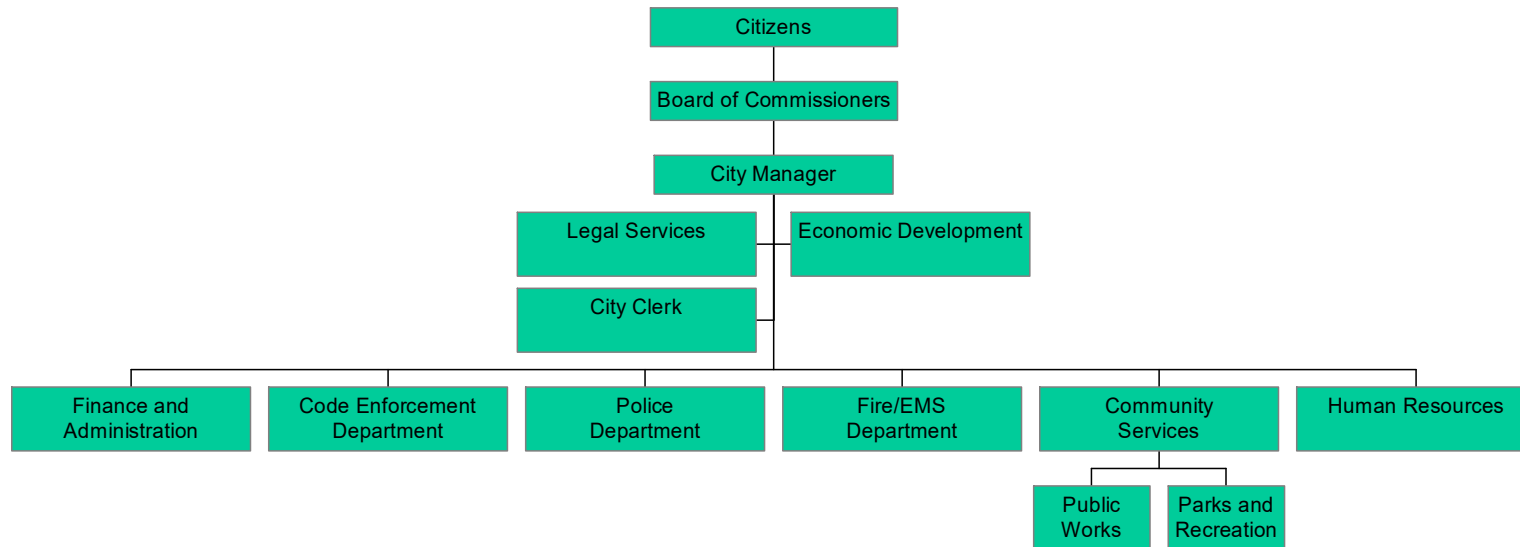 Citizens
Board of Commissioners
City Manager
Legal Services
Economic Development
City Clerk
Finance and
Administration
Code Enforcement
Department
Police
Department
Fire/EMS
Department
Community
Services
Human Resources
Public
Works
Parks and
Recreation